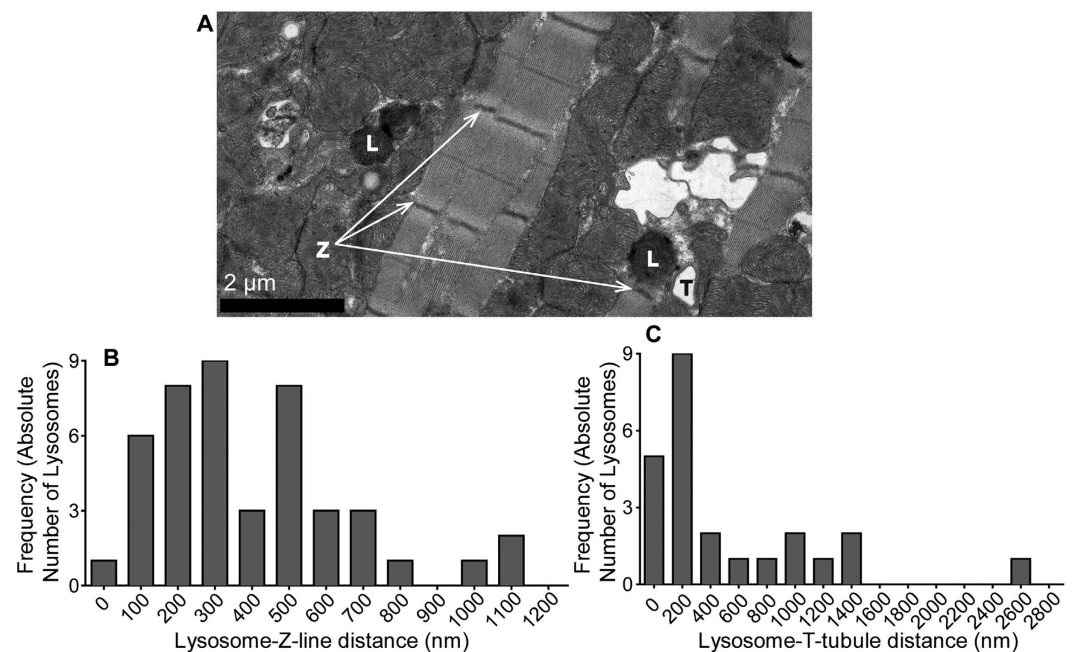 A
L
L
Z
T
2 μm
B
9
6
3
0
Frequency (Absolute
Number of Lysosomes)
0 100 200 300 400 500 600 700 800 900 1000 1100 1200
Lysosome-Z-line distance (nm)
C
9
6
3
0
Frequency (Absolute
Number of Lysosomes)
0 200 400 600 800 1000 1200 1400 1600 1800 2000 2200 2400 2600 2800
Lysosome-T-tubule distance (nm)